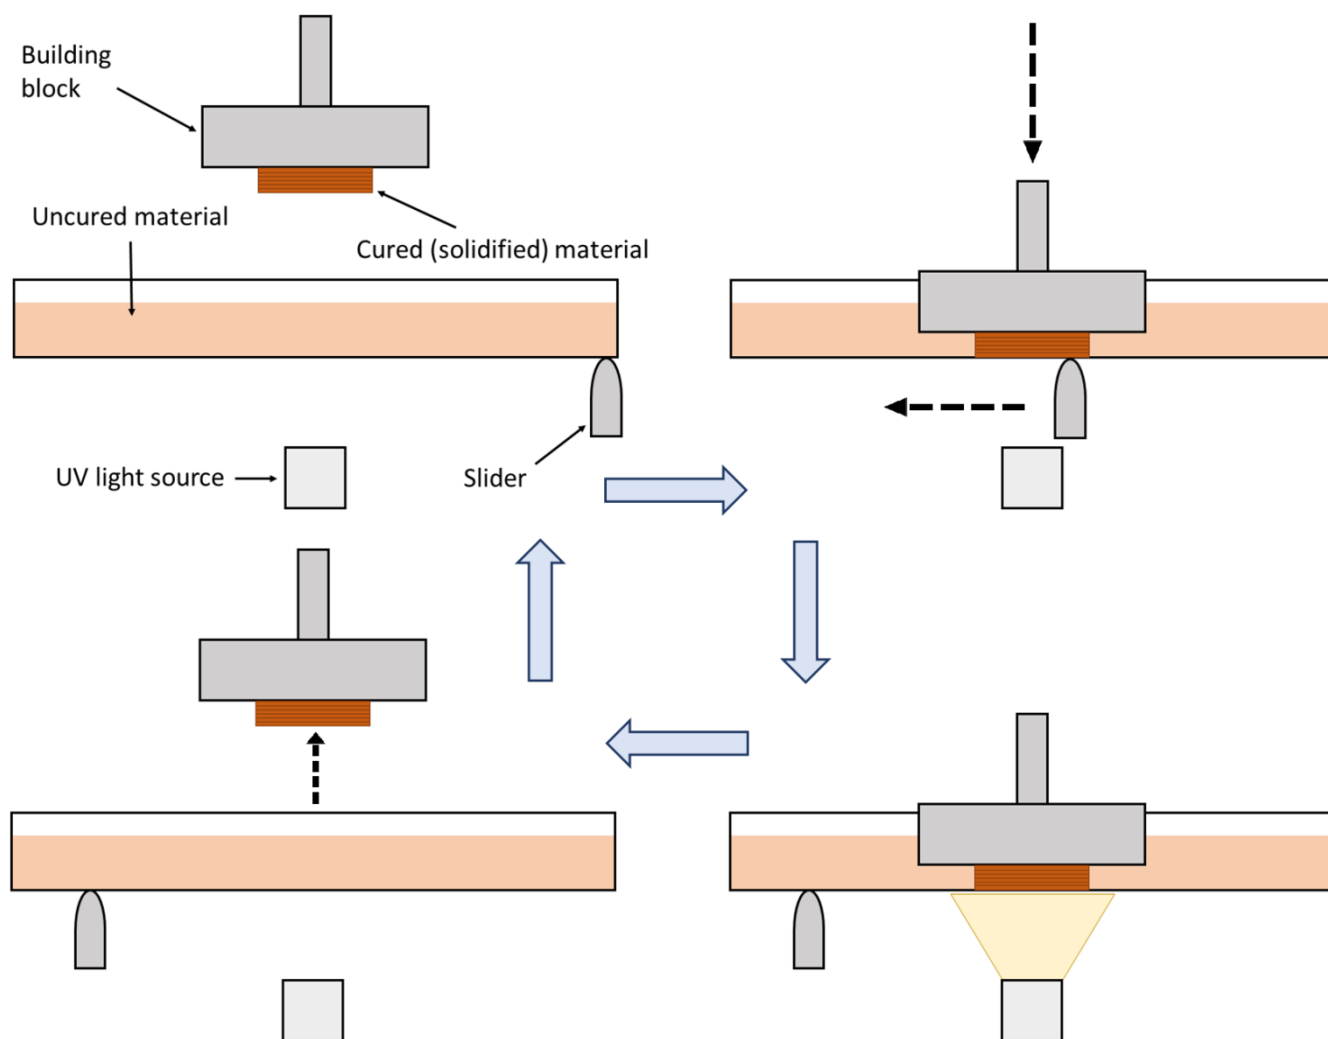 Building
block
Uncured material
Cured (solidified) material
UV light source
Slider